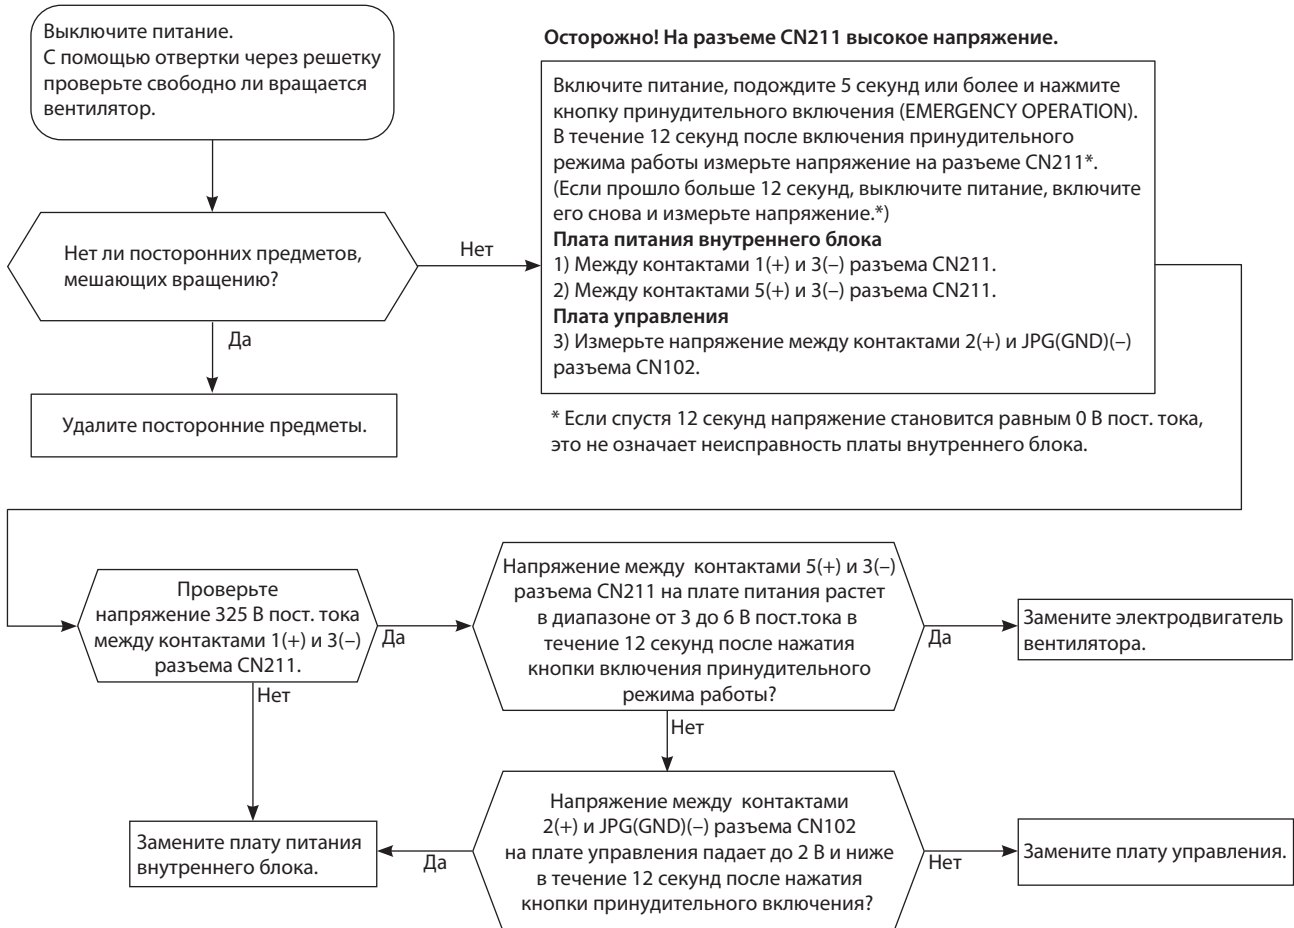 Выключите питание.
С помощью отвертки через решетку
проверьте свободно ли вращается
вентилятор.
Осторожно! На разъеме CN211 высокое напряжение.
Включите питание, подождите 5 секунд или более и нажмите
кнопку принудительного включения (EMERGENCY OPERATION).
В течение 12 секунд после включения принудительного
режима работы измерьте напряжение на разъеме CN211*.
(Если прошло больше 12 секунд, выключите питание, включите
его снова и измерьте напряжение.*)
Плата питания внутреннего блока
1) Между контактами 1(+) и 3(–) разъема CN211.
2) Между контактами 5(+) и 3(–) разъема CN211.
Плата управления
3) Измерьте напряжение между контактами 2(+) и JPG(GND)(–)
разъема CN102.
Нет ли посторонних предметов,
мешающих вращению?
Нет
Да
Удалите посторонние предметы.
* Если спустя 12 секунд напряжение становится равным 0 В пост. тока,
это не означает неисправность платы внутреннего блока.
Проверьте
напряжение 325 В пост. тока
между контактами 1(+) и 3(–)
разъема CN211.
Да
Нет
Напряжение между контактами 5(+) и 3(–)
разъема CN211 на плате питания растет
в диапазоне от 3 до 6 В пост.тока в
течение 12 секунд после нажатия
кнопки включения принудительного
режима работы?
Да
Нет
Замените электродвигатель
вентилятора.
Замените плату питания
внутреннего блока.
Да
Напряжение между контактами
2(+) и JPG(GND)(–) разъема CN102
на плате управления падает до 2 В и ниже
в течение 12 секунд после нажатия
кнопки принудительного включения?
Нет
Замените плату управления.